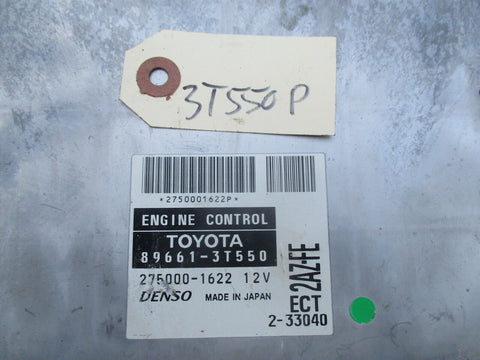 3T550P
*2750001622P*
ENGINE CONTROL
TOYOTA
89661-3T550
275000-1622 12V
DENSO MADE IN JAPAN
2AZ-FE
ECT
2-33040